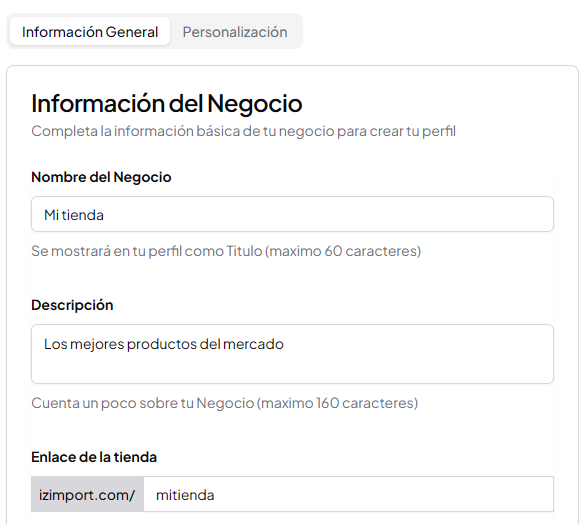 Información General
Personalización
Información del Negocio
Completa la información básica de tu negocio para crear tu perfil
Nombre del Negocio
Mi tienda
Se mostrará en tu perfil como Titulo (maximo 60 caracteres)
Descripción
Los mejores productos del mercado
Cuenta un poco sobre tu Negocio (maximo 160 caracteres)
Enlace de la tienda
izimport.com/ mitienda